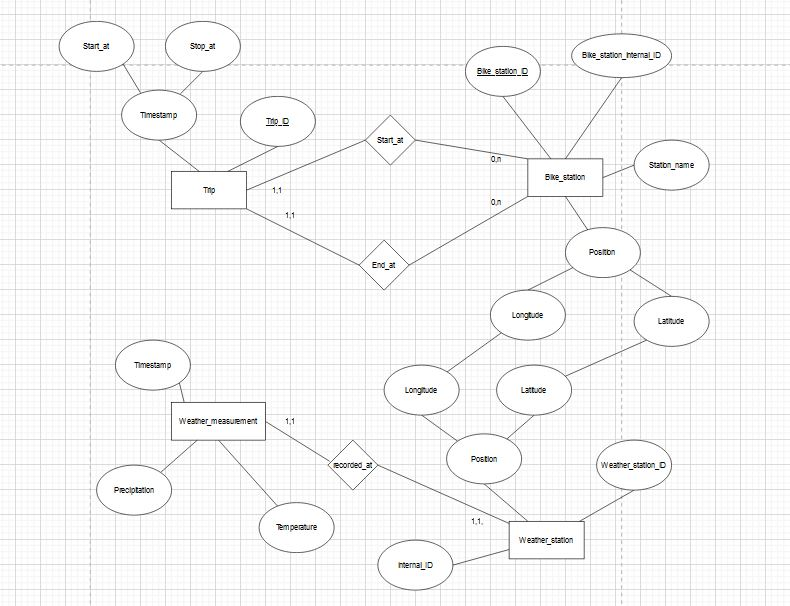 Start_at
Stop_at
Bike_station_ID
Bike_station_internal_ID
Timestamp
Trip_ID
Start_at
0,n
Station_name
Bike_station
Trip
1,1
0,n
1,1
Position
End_at
Longitude
Latitude
Timestamp
Longitude
Latitude
Weather_measurement
1,1
Position
recorded_at
Weather_station_ID
Precipitation
1,1,
Temperature
Weather_station
Internal_ID